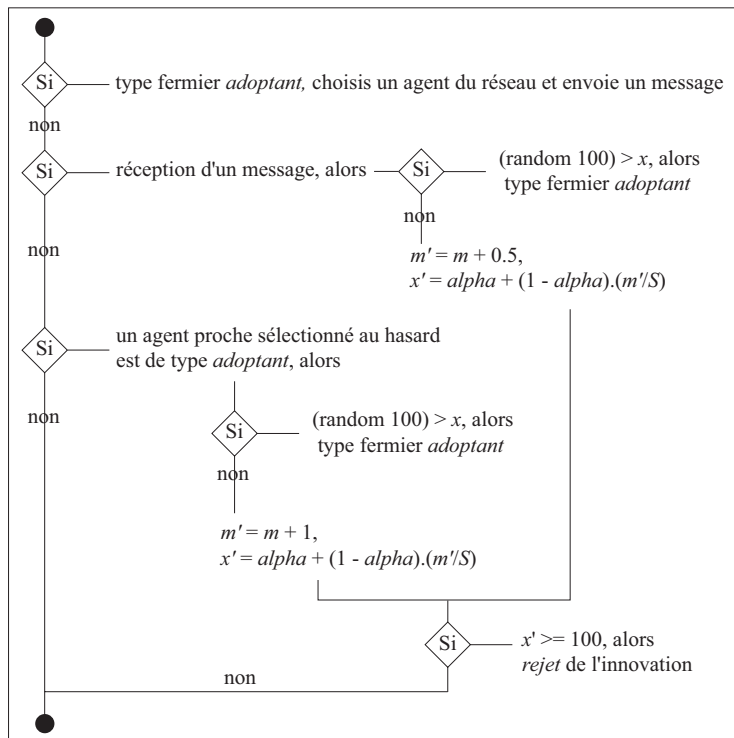 Si
type fermier adoptant, choisis un agent du réseau et envoie un message
non
Si
réception d'un message, alors
Si
(random 100) > x, alors
type fermier adoptant
non
m' = m + 0.5,
x' = alpha + (1 - alpha).(m'/S)
non
Si
un agent proche sélectionné au hasard
est de type adoptant, alors
non
Si
(random 100) > x, alors
type fermier adoptant
non
m' = m + 1,
x' = alpha + (1 - alpha).(m'/S)
Si
x' >= 100, alors
rejet de l'innovation
non